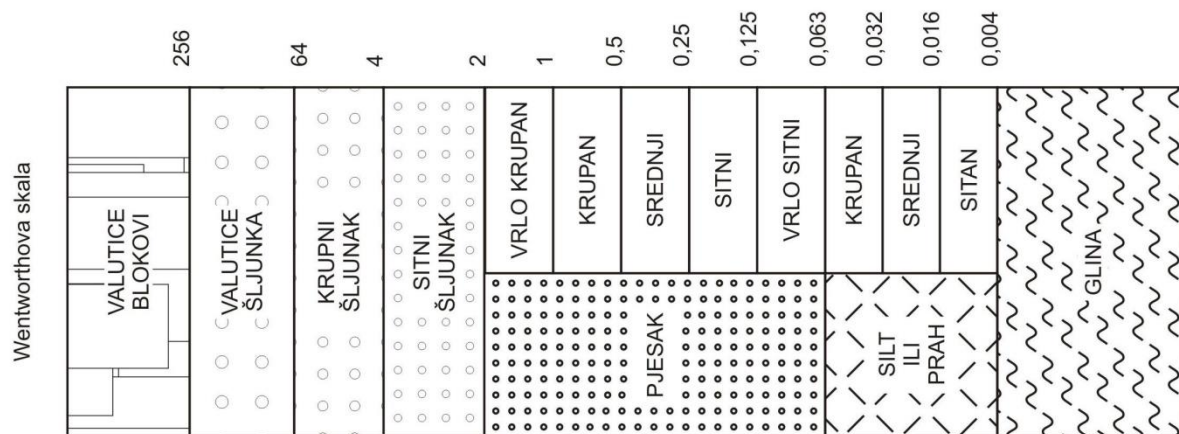 Wentworthova skala
256
64
4
2
1
0,5
0,25
0,125
0,063
0,032
0,016
0,004
VALUTICE
BLOKOVI
VALUTICE
ŠLJUNKA
KRUPNI
ŠLJUNAK
SITNI
ŠLJUNAK
VRLO KRUPAN
KRUPAN
SREDNJI
SITNI
VRLO SITNI
KRUPAN
SREDNJI
SITAN
PJESAK
SILT
ILI
PRAH
GLINA